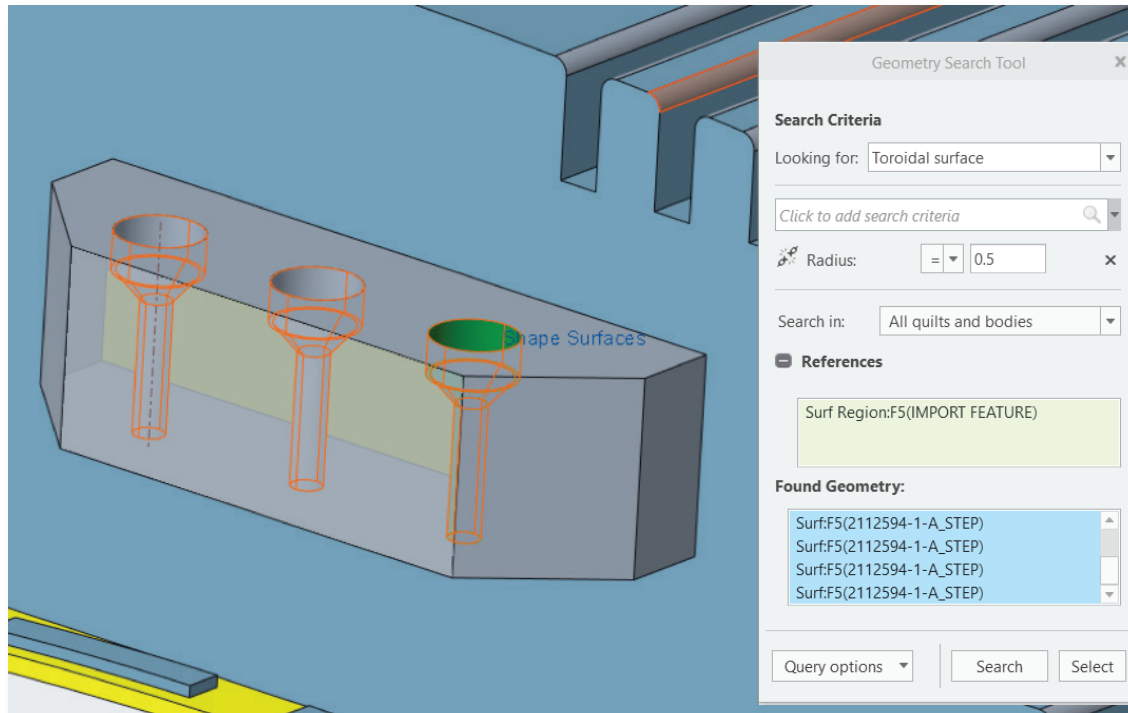 Geometry Search Tool
Search Criteria
Looking for: Toroidal surface
Click to add search criteria
Radius: = 0.5
Search in: All quilts and bodies
References
Surf Region:F5(IMPORT FEATURE)
Found Geometry:
Surf:F5(2112594-1-A_STEP)
Surf:F5(2112594-1-A_STEP)
Surf:F5(2112594-1-A_STEP)
Surf:F5(2112594-1-A_STEP)
Query options Search Select
Shape Surfaces